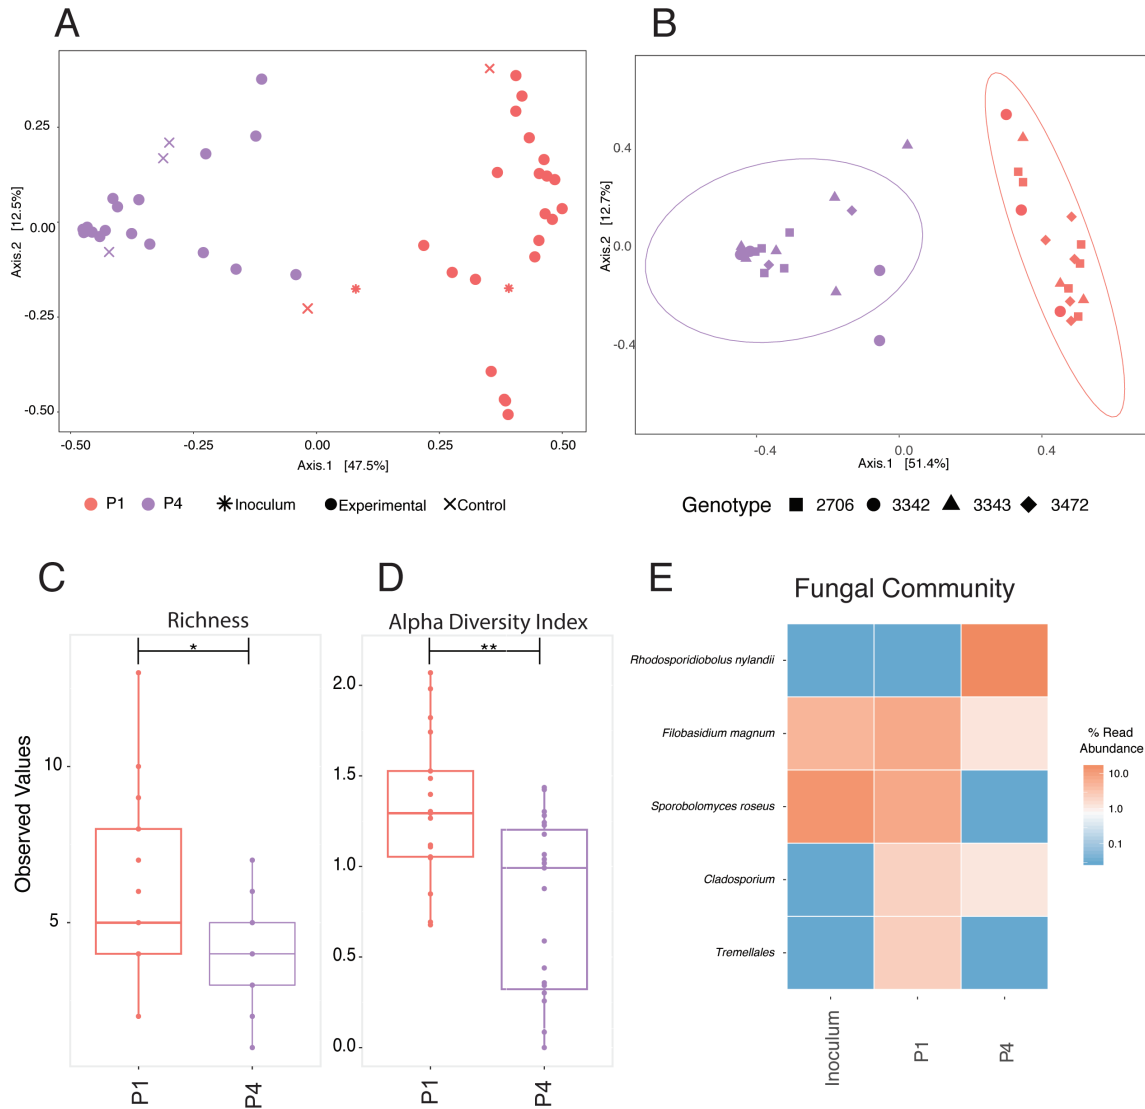 A
0.25
0.00
-0.25
-0.50
Axis.2 [12.5%]
-0.50
-0.25
0.00
0.25
0.50
Axis.1 [47.5%]
P1
P4
Inoculum
Experimental
Control
B
0.4
0.0
-0.4
Axis.2 [12.7%]
-0.4
0.0
0.4
Axis.1 [51.4%]
Genotype
2706
3342
3343
3472
C
Richness
*
10
5
Observed Values
P1
P4
D
Alpha Diversity Index
**
2.0
1.5
1.0
0.5
0.0
P1
P4
E
Fungal Community
Rhodosporidiobolus nylandii
Filobasidium magnum
Sporobolomyces roseus
Cladosporium
Tremellales
Inoculum
P1
P4
% Read
Abundance
10.0
1.0
0.1